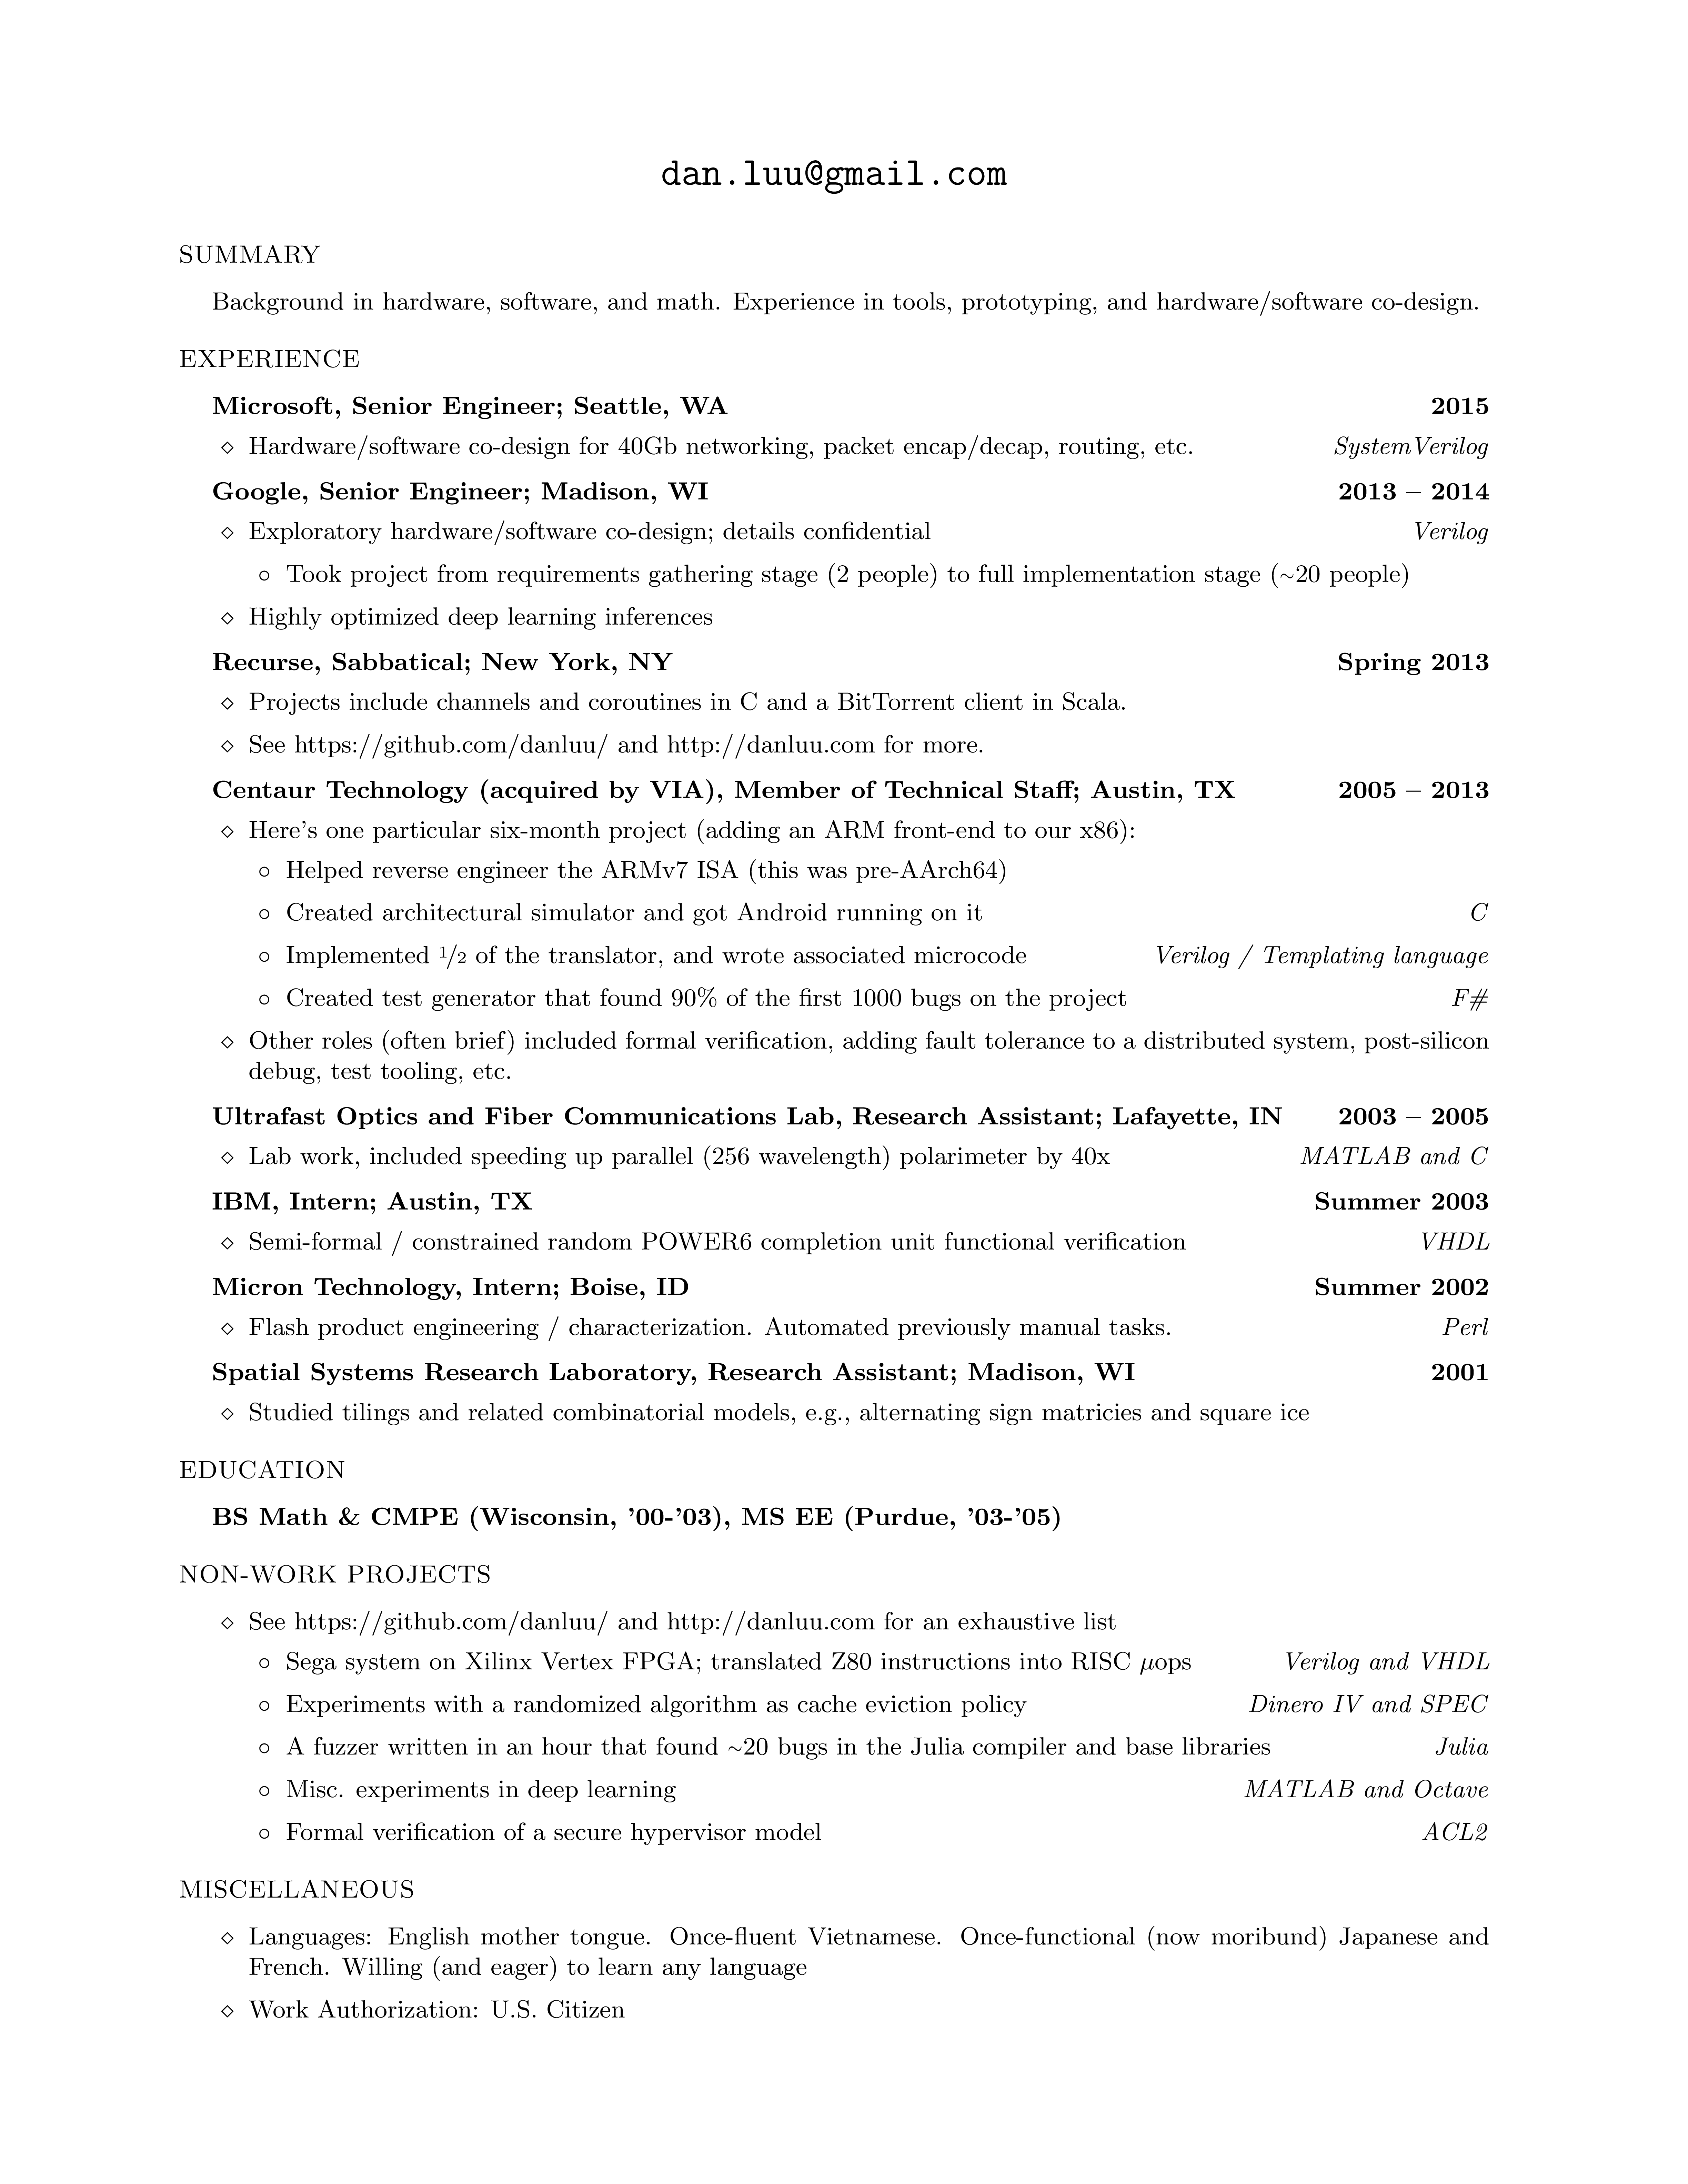 dan.luu@gmail.com
SUMMARY
Background in hardware, software, and math. Experience in tools, prototyping, and hardware/software co-design.
EXPERIENCE
Microsoft, Senior Engineer; Seattle, WA 2015
⋄ Hardware/software co-design for 40Gb networking, packet encap/decap, routing, etc. SystemVerilog
Google, Senior Engineer; Madison, WI 2013 – 2014
⋄ Exploratory hardware/software co-design; details confidential Verilog
○ Took project from requirements gathering stage (2 people) to full implementation stage (~20 people)
⋄ Highly optimized deep learning inferences
Recurse, Sabbatical; New York, NY Spring 2013
⋄ Projects include channels and coroutines in C and a BitTorrent client in Scala.
⋄ See https://github.com/danluu/ and http://danluu.com for more.
Centaur Technology (acquired by VIA), Member of Technical Staff; Austin, TX 2005 – 2013
⋄ Here's one particular six-month project (adding an ARM front-end to our x86):
○ Helped reverse engineer the ARMv7 ISA (this was pre-AArch64)
○ Created architectural simulator and got Android running on it C
○ Implemented 1/2 of the translator, and wrote associated microcode Verilog / Templating language
○ Created test generator that found 90% of the first 1000 bugs on the project F#
⋄ Other roles (often brief) included formal verification, adding fault tolerance to a distributed system, post-silicon
debug, test tooling, etc.
Ultrafast Optics and Fiber Communications Lab, Research Assistant; Lafayette, IN 2003 – 2005
⋄ Lab work, included speeding up parallel (256 wavelength) polarimeter by 40x MATLAB and C
IBM, Intern; Austin, TX Summer 2003
⋄ Semi-formal / constrained random POWER6 completion unit functional verification VHDL
Micron Technology, Intern; Boise, ID Summer 2002
⋄ Flash product engineering / characterization. Automated previously manual tasks. Perl
Spatial Systems Research Laboratory, Research Assistant; Madison, WI 2001
⋄ Studied tilings and related combinatorial models, e.g., alternating sign matricies and square ice
EDUCATION
BS Math & CMPE (Wisconsin, '00-'03), MS EE (Purdue, '03-'05)
NON-WORK PROJECTS
⋄ See https://github.com/danluu/ and http://danluu.com for an exhaustive list
○ Sega system on Xilinx Vertex FPGA; translated Z80 instructions into RISC μops Verilog and VHDL
○ Experiments with a randomized algorithm as cache eviction policy Dinero IV and SPEC
○ A fuzzer written in an hour that found ~20 bugs in the Julia compiler and base libraries Julia
○ Misc. experiments in deep learning MATLAB and Octave
○ Formal verification of a secure hypervisor model ACL2
MISCELLANEOUS
⋄ Languages: English mother tongue. Once-fluent Vietnamese. Once-functional (now moribund) Japanese and
French. Willing (and eager) to learn any language
⋄ Work Authorization: U.S. Citizen